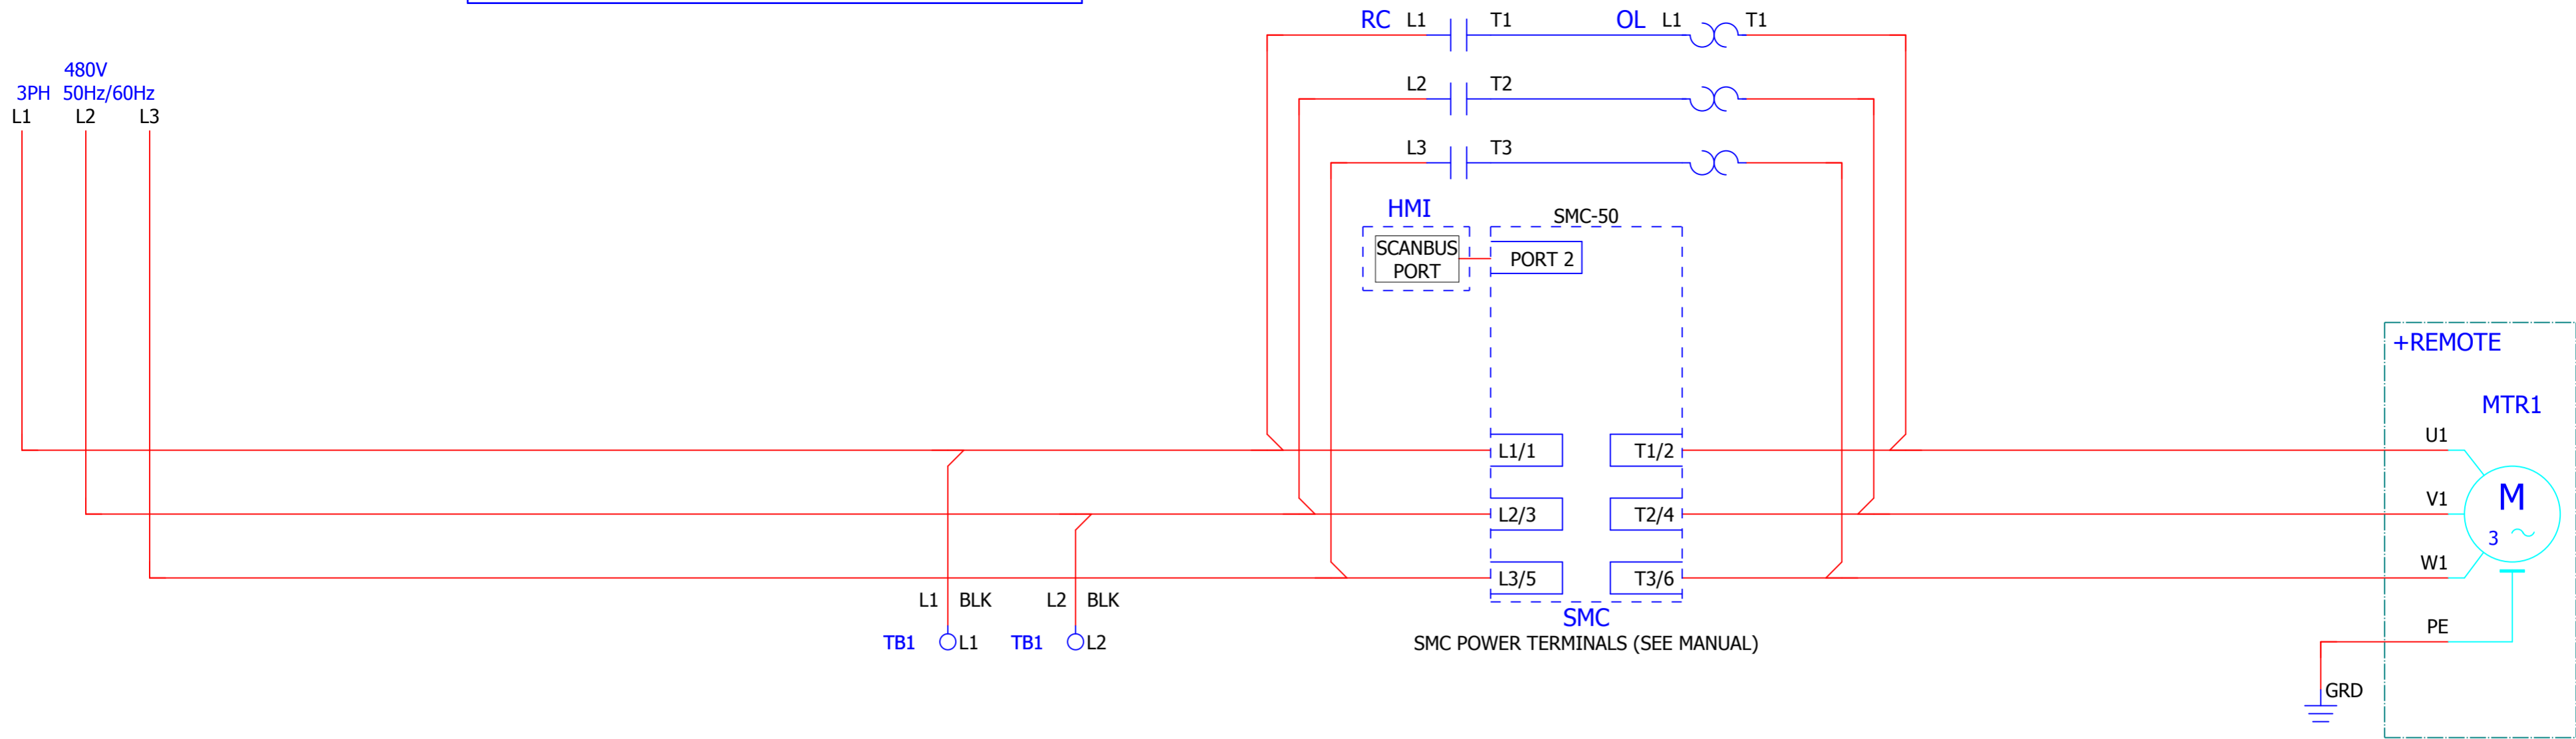 RC L1 T1 OL L1 T1
480V
3PH 50Hz/60Hz
L1 L2 L3
L2 T2
L3 T3
HMI
SMC-50
SCANBUS
PORT
PORT 2
+REMOTE
MTR1
U1
L1/1 T1/2
V1
M
L2/3 T2/4
3
W1
L3/5 T3/6
L1 BLK L2 BLK
SMC
PE
TB1 L1 TB1 L2
SMC POWER TERMINALS (SEE MANUAL)
GRD